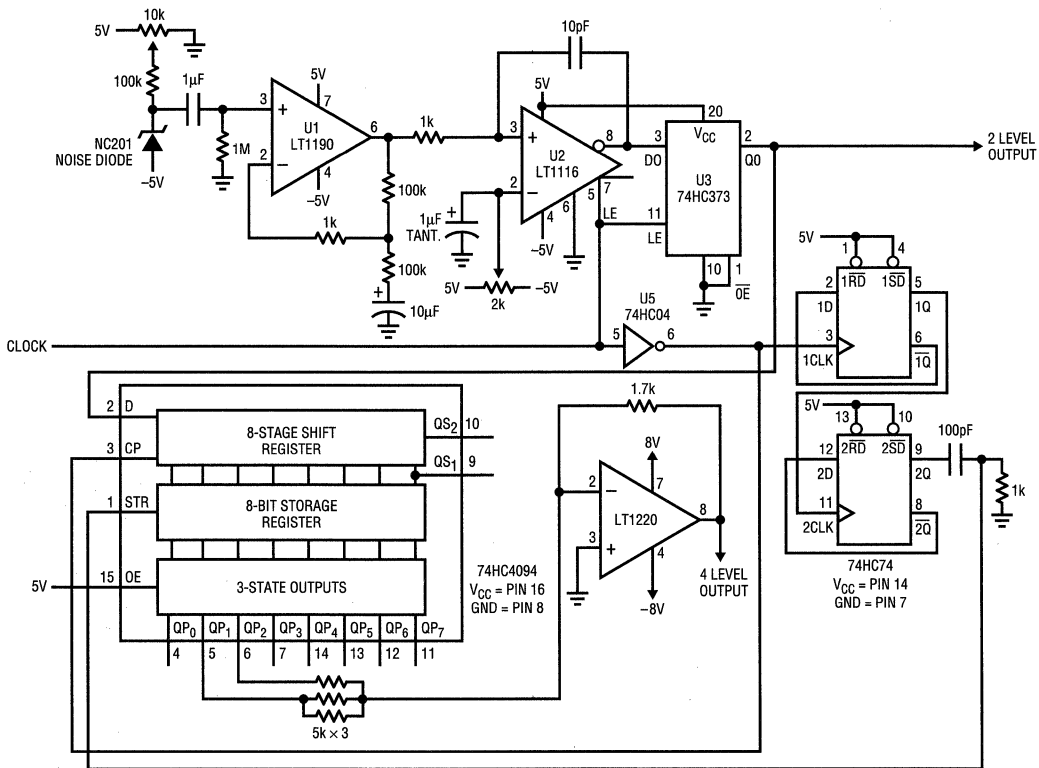 10k
5V
100k
1µF
NC201
NOISE DIODE
–5V
1M
5V
3
+
7
U1
LT1190
6
2
–
4
–5V
1k
100k
1k
100k
+
10µF
10pF
5V
3
+
8
U2
LT1116
2
–
5
7
6
4
–5V
+
1µF
TANT.
5V
–5V
2k
LE
20
VCC
3
DO
2
Q0
U3
74HC373
11
LE
10
1
OE
2 LEVEL
OUTPUT
CLOCK
U5
74HC04
5
6
5V
1
4
2
1RD
1SD
5
1D
1Q
3
6
1CLK
1Q
5V
13
10
12
2RD
2SD
9
2D
2Q
11
8
2CLK
2Q
100pF
1k
74HC74
VCC = PIN 14
GND = PIN 7
2
D
3
CP
1
STR
5V
15
OE
8-STAGE SHIFT
REGISTER
QS2
10
QS1
9
8-BIT STORAGE
REGISTER
3-STATE OUTPUTS
74HC4094
VCC = PIN 16
GND = PIN 8
QP0 QP1 QP2 QP3 QP4 QP5 QP6 QP7
4 5 6 7 14 13 12 11
5k × 3
1.7k
8V
2
–
7
LT1220
8
3
+
4
–8V
4 LEVEL
OUTPUT